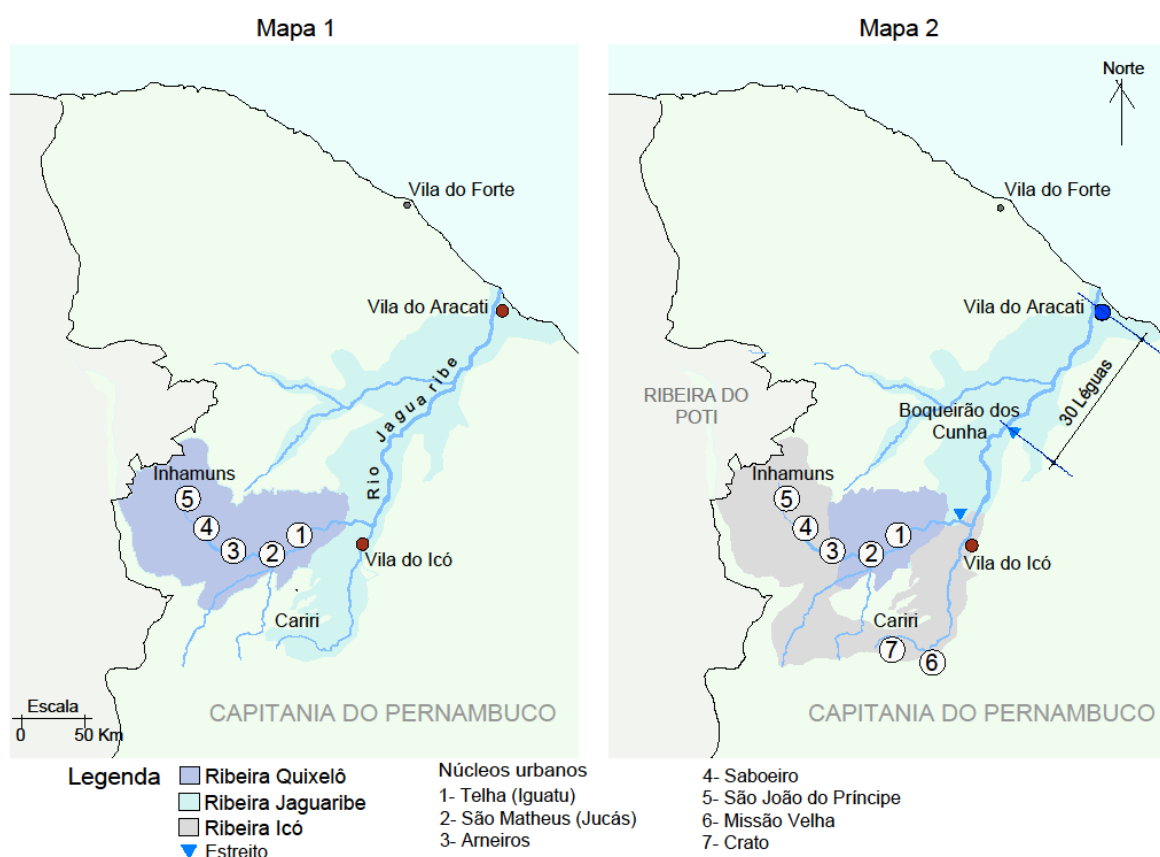 Mapa 1
Vila do Forte
Vila do Aracati
Rio Jaguaribe
Inhamuns
5
4
3
2
1
Vila do Icó
Cariri
Escala
0 50 Km
CAPITANIA DO PERNAMBUCO
Mapa 2
Norte
Vila do Forte
Vila do Aracati
RIBEIRA DO
POTI
Boqueirão dos
Cunha
30 Léguas
Inhamuns
5
4
3
2
1
Vila do Icó
Cariri
7
6
CAPITANIA DO PERNAMBUCO
Legenda
Ribeira Quixelô
Ribeira Jaguaribe
Ribeira Icó
Estreito
Núcleos urbanos
1- Telha (Iguatu)
2- São Matheus (Jucás)
3- Arneiros
4- Saboeiro
5- São João do Príncipe
6- Missão Velha
7- Crato